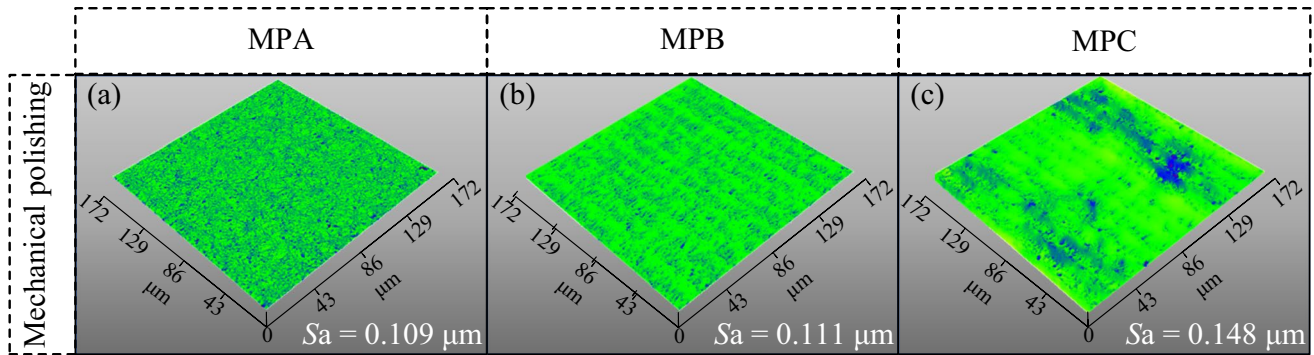 MPA
MPB
MPC
Mechanical polishing
(a)
172
129
86
43
μm
0
43
86
129
172
μm
Sa = 0.109 μm
(b)
172
129
86
43
μm
0
43
86
129
172
μm
Sa = 0.111 μm
(c)
172
129
86
43
μm
0
43
86
129
172
μm
Sa = 0.148 μm